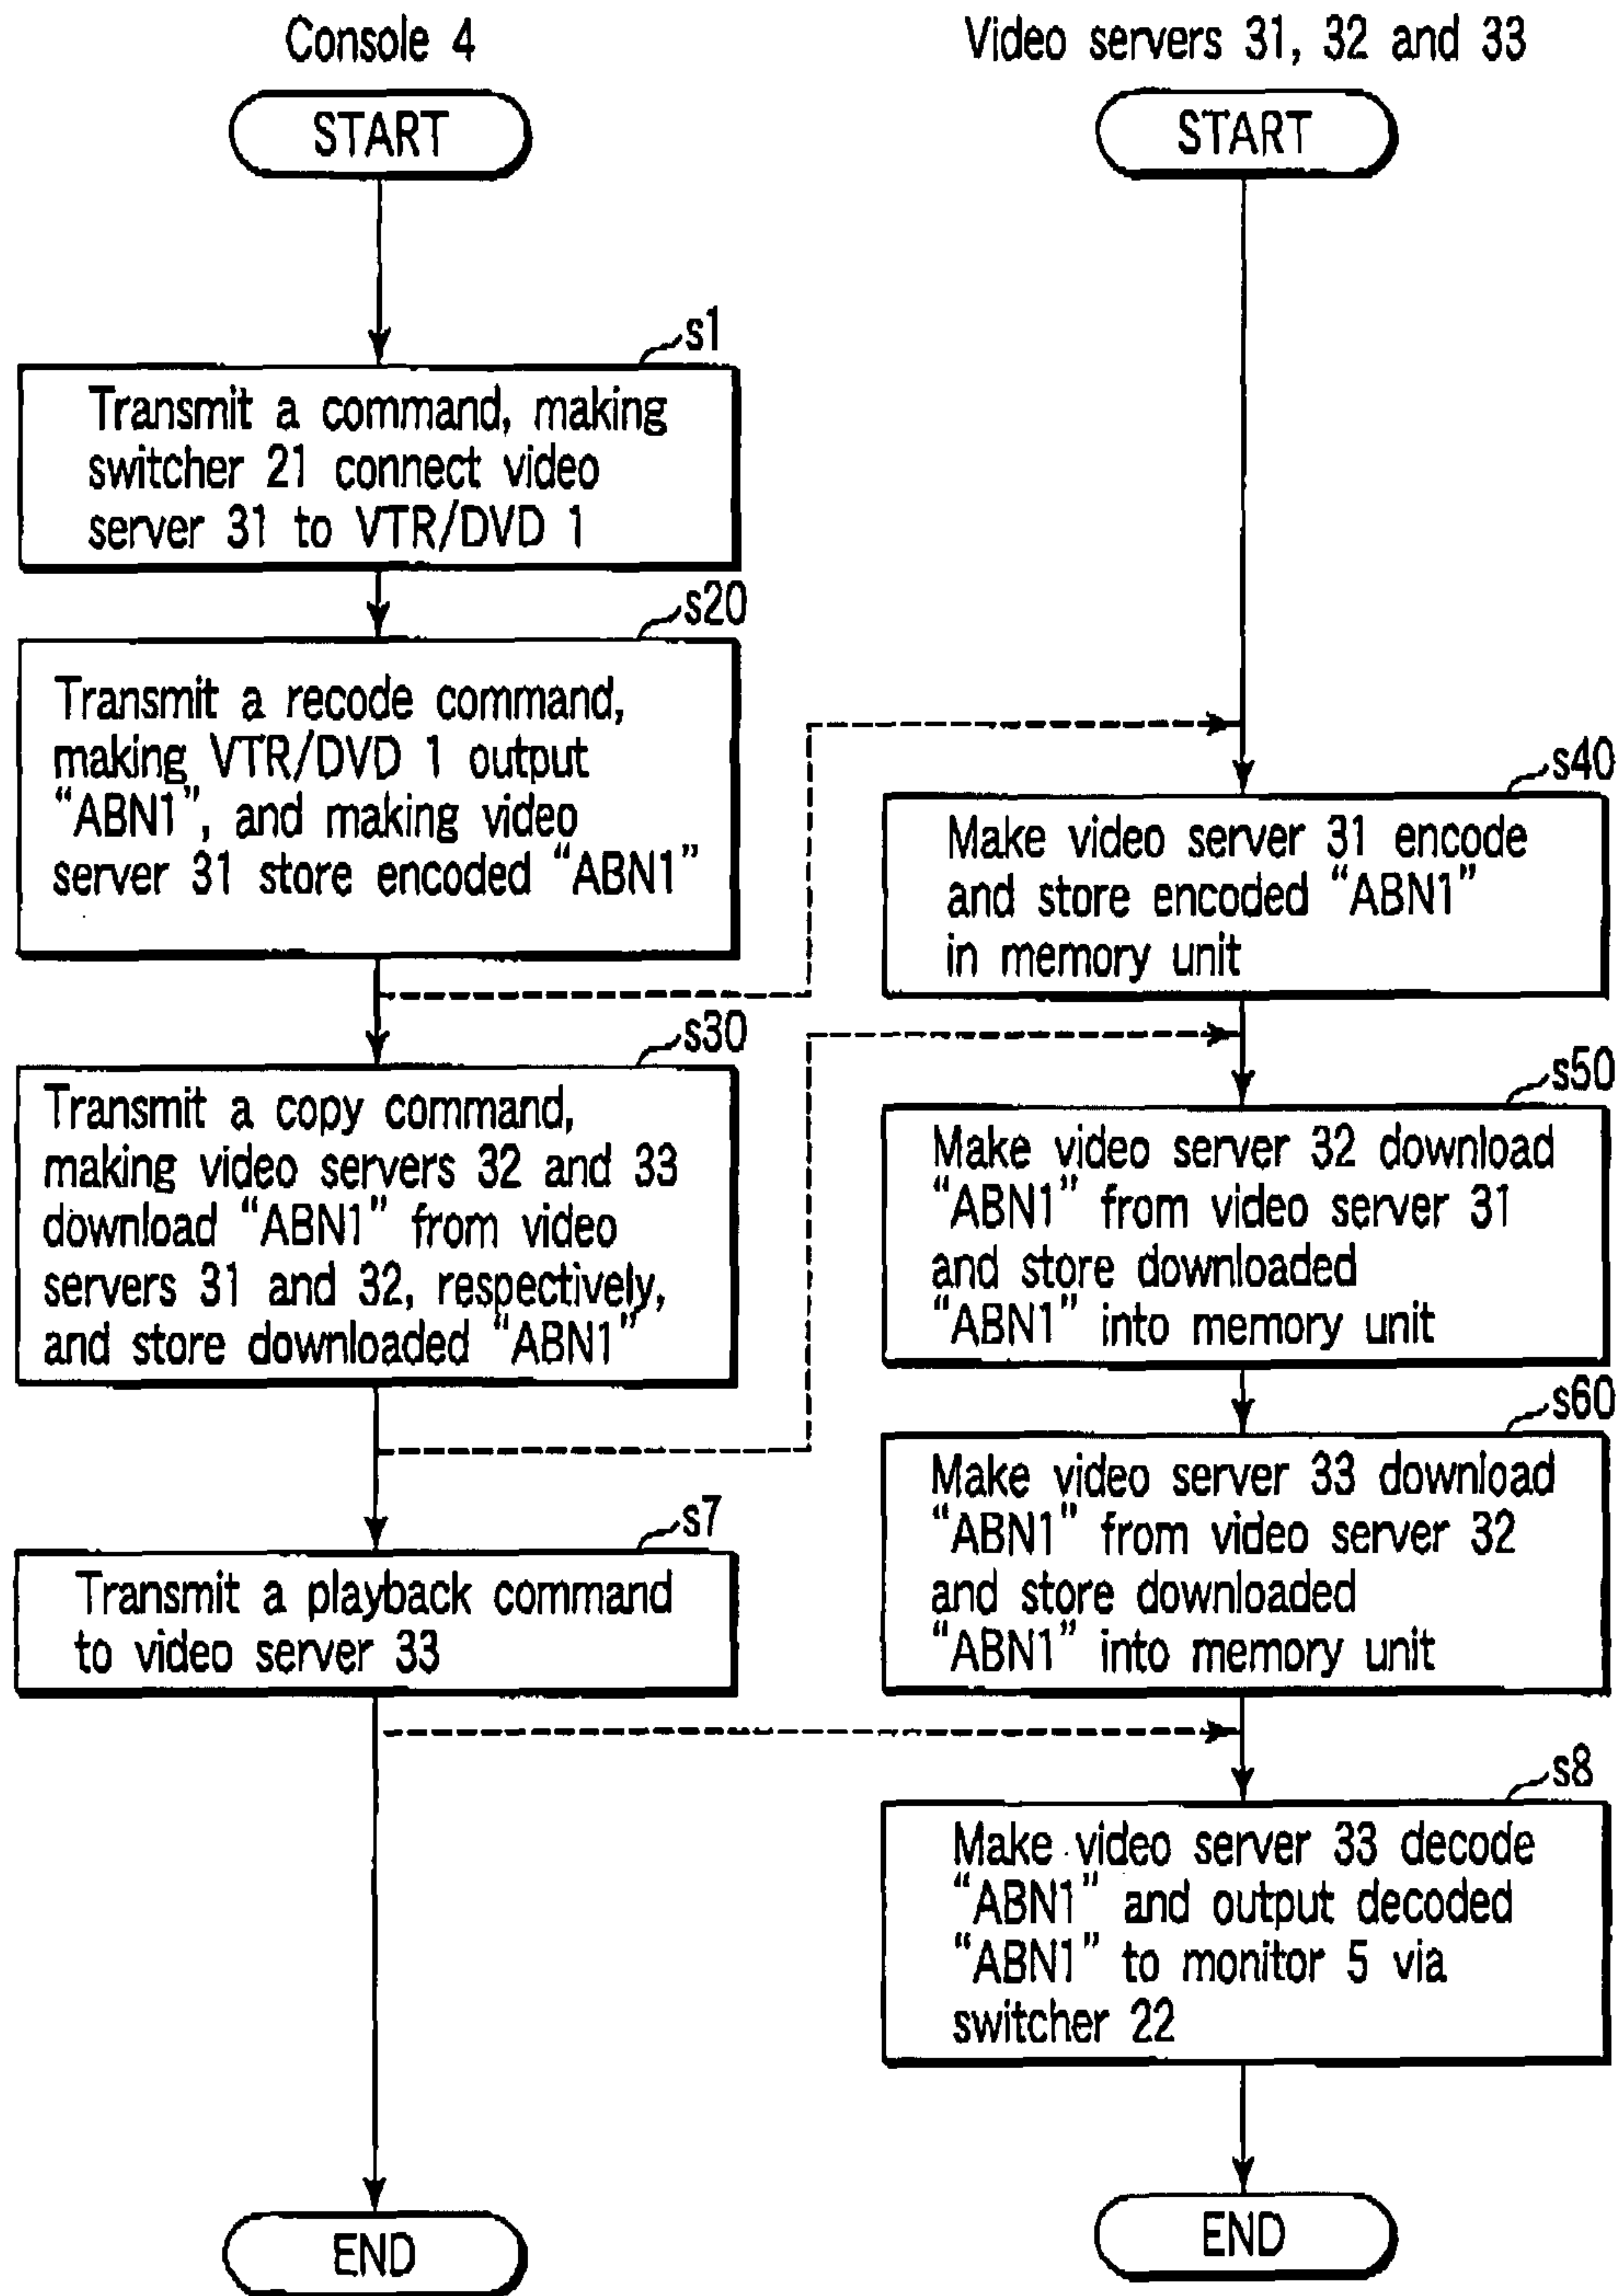 Console 4
START
s1
Transmit a command, making
switcher 21 connect video
server 31 to VTR/DVD 1
s20
Transmit a recode command,
making VTR/DVD 1 output
“ABN1”, and making video
server 31 store encoded “ABN1”
s30
Transmit a copy command,
making video servers 32 and 33
download “ABN1” from video
servers 31 and 32, respectively,
and store downloaded “ABN1”
s7
Transmit a playback command
to video server 33
END
Video servers 31, 32 and 33
START
s40
Make video server 31 encode
and store encoded “ABN1”
in memory unit
s50
Make video server 32 download
“ABN1” from video server 31
and store downloaded
“ABN1” into memory unit
s60
Make video server 33 download
“ABN1” from video server 32
and store downloaded
“ABN1” into memory unit
s8
Make video server 33 decode
“ABN1” and output decoded
“ABN1” to monitor 5 via
switcher 22
END